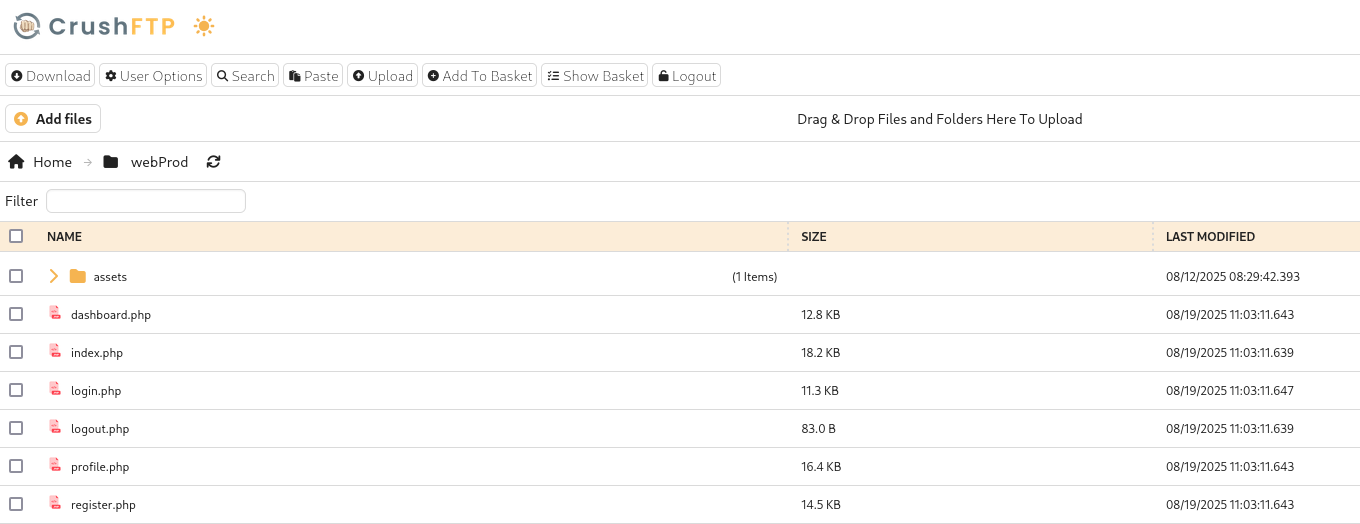 CrushFTP
Download User Options Search Paste Upload Add To Basket Show Basket Logout
Add files Drag & Drop Files and Folders Here To Upload
Home → webProd
Filter
NAME SIZE LAST MODIFIED
assets (1 Items) 08/12/2025 08:29:42.393
dashboard.php 12.8 KB 08/19/2025 11:03:11.643
index.php 18.2 KB 08/19/2025 11:03:11.639
login.php 11.3 KB 08/19/2025 11:03:11.647
logout.php 83.0 B 08/19/2025 11:03:11.639
profile.php 16.4 KB 08/19/2025 11:03:11.643
register.php 14.5 KB 08/19/2025 11:03:11.643